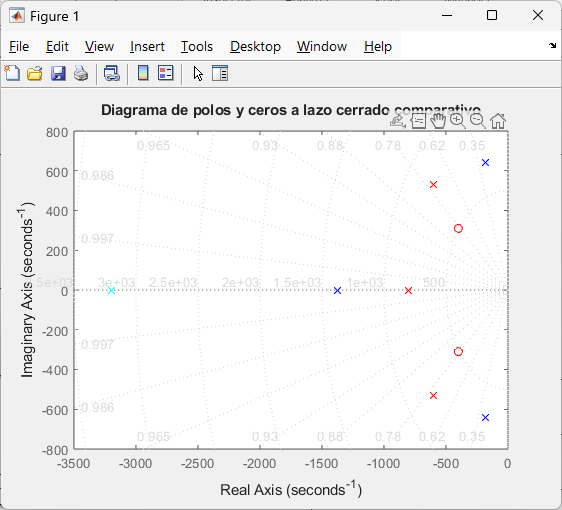 Figure 1
File Edit View Insert Tools Desktop Window Help
Diagrama de polos y ceros a lazo cerrado comparativo
800
600
400
200
0
-200
-400
-600
-800
Imaginary Axis (seconds-1)
0.965 0.93 0.88 0.78 0.62 0.35
0.986
0.997
5e+03 3e+03 2.5e+03 2e+03 1.5e+03 1e+03 500
0.997
0.986
0.965 0.93 0.88 0.78 0.62 0.35
-3500 -3000 -2500 -2000 -1500 -1000 -500 0
Real Axis (seconds-1)